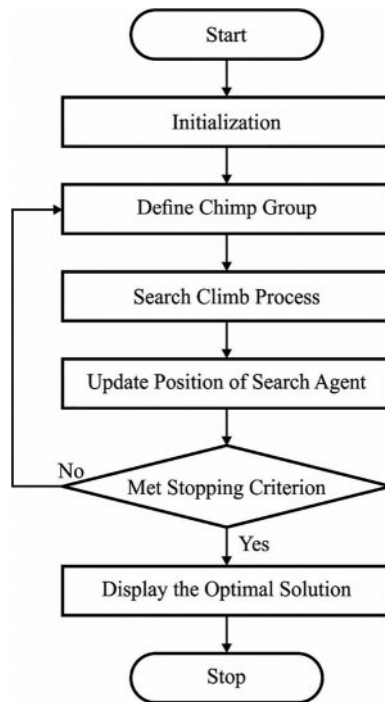 Start
Initialization
Define Chimp Group
Search Climb Process
Update Position of Search Agent
No
Met Stopping Criterion
Yes
Display the Optimal Solution
Stop